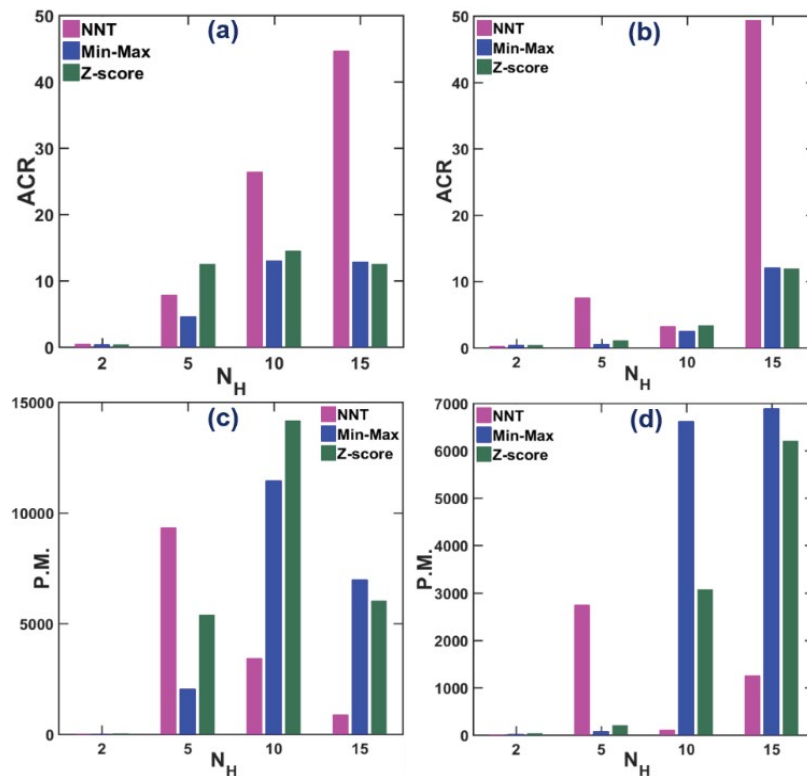 (a)
NNT
Min-Max
Z-score
ACR
50
40
30
20
10
0
2 5 10 15
N_H
(b)
NNT
Min-Max
Z-score
ACR
50
40
30
20
10
0
2 5 10 15
N_H
(c)
NNT
Min-Max
Z-score
P.M.
15000
10000
5000
0
2 5 10 15
N_H
(d)
NNT
Min-Max
Z-score
P.M.
7000
6000
5000
4000
3000
2000
1000
0
2 5 10 15
N_H